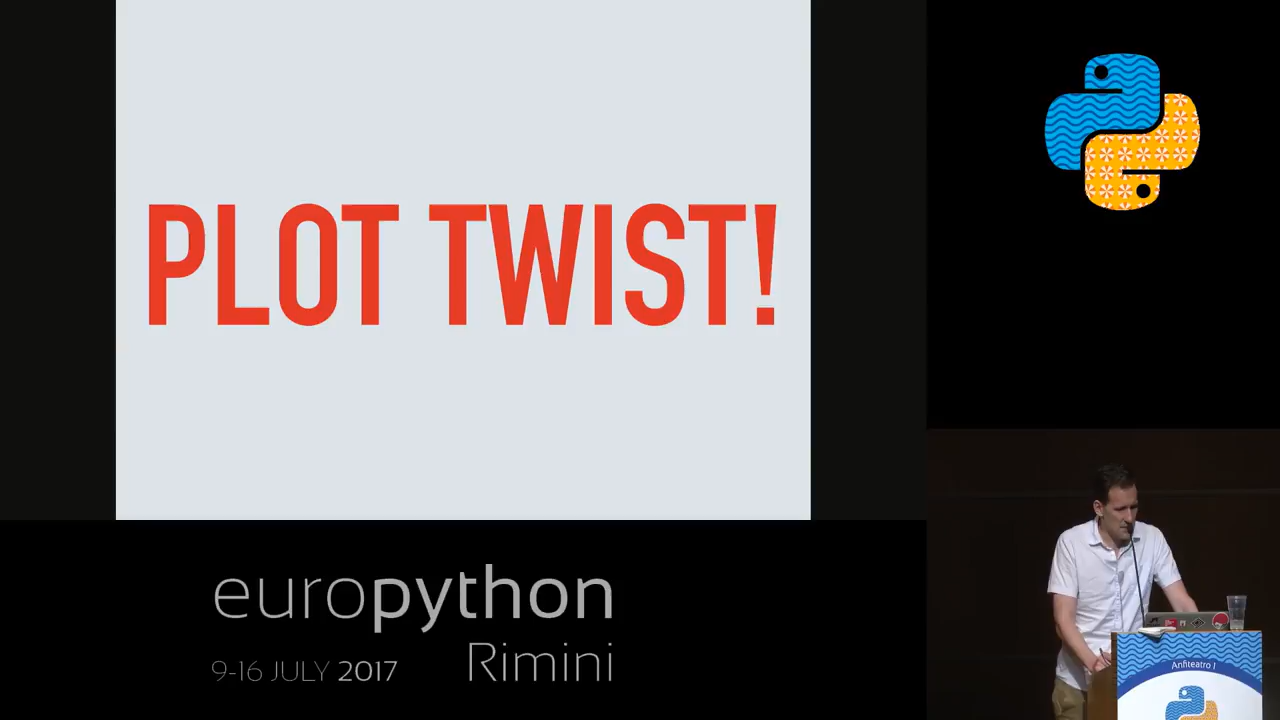 PLOT TWIST!
europython
Rimini
9-16 JULY 2017
Anfiteatro I